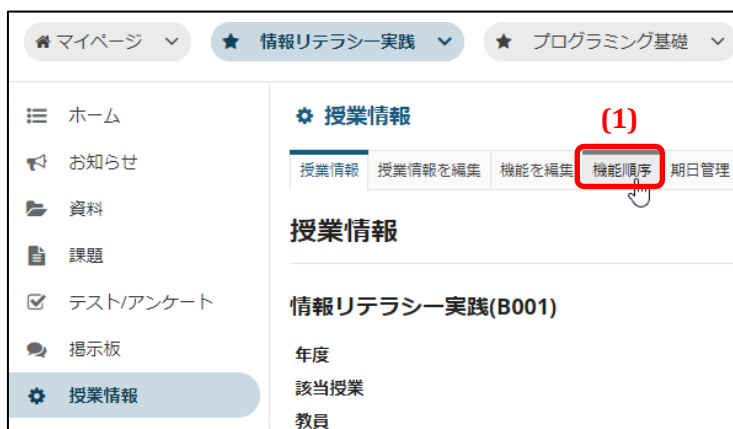 マイページ 情報リテラシー実践 プログラミング基礎
ホーム
お知らせ
資料
課題
テスト/アンケート
掲示板
授業情報
授業情報
(1)
授業情報 授業情報を編集 機能を編集 機能順序 期日管理
授業情報
情報リテラシー実践(B001)
年度
該当授業
教員